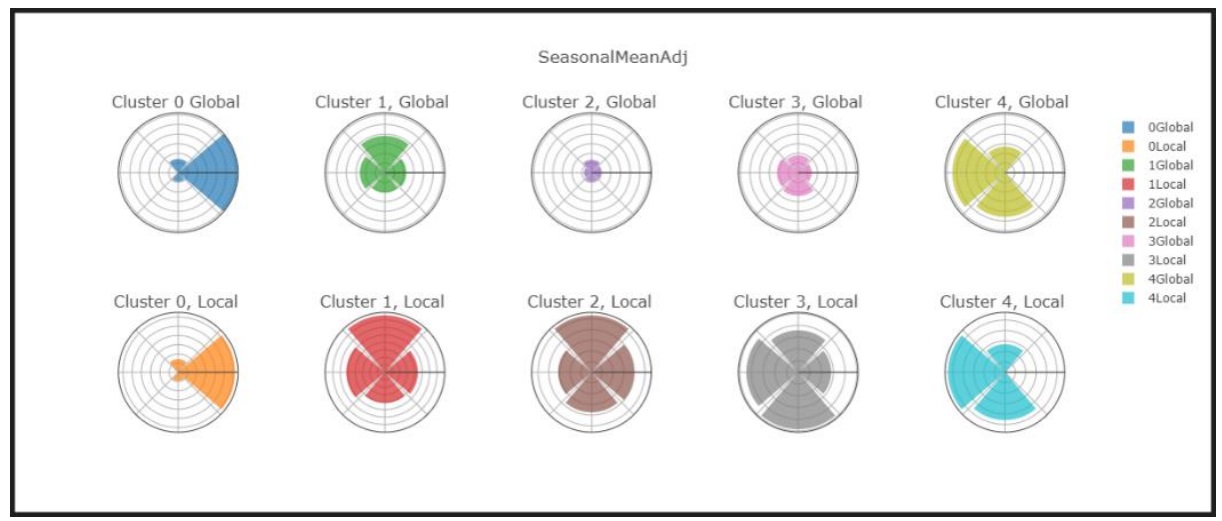 SeasonalMeanAdj
Cluster 0 Global
Cluster 1, Global
Cluster 2, Global
Cluster 3, Global
Cluster 4, Global
Cluster 0, Local
Cluster 1, Local
Cluster 2, Local
Cluster 3, Local
Cluster 4, Local
0Global
0Local
1Global
1Local
2Global
2Local
3Global
3Local
4Global
4Local